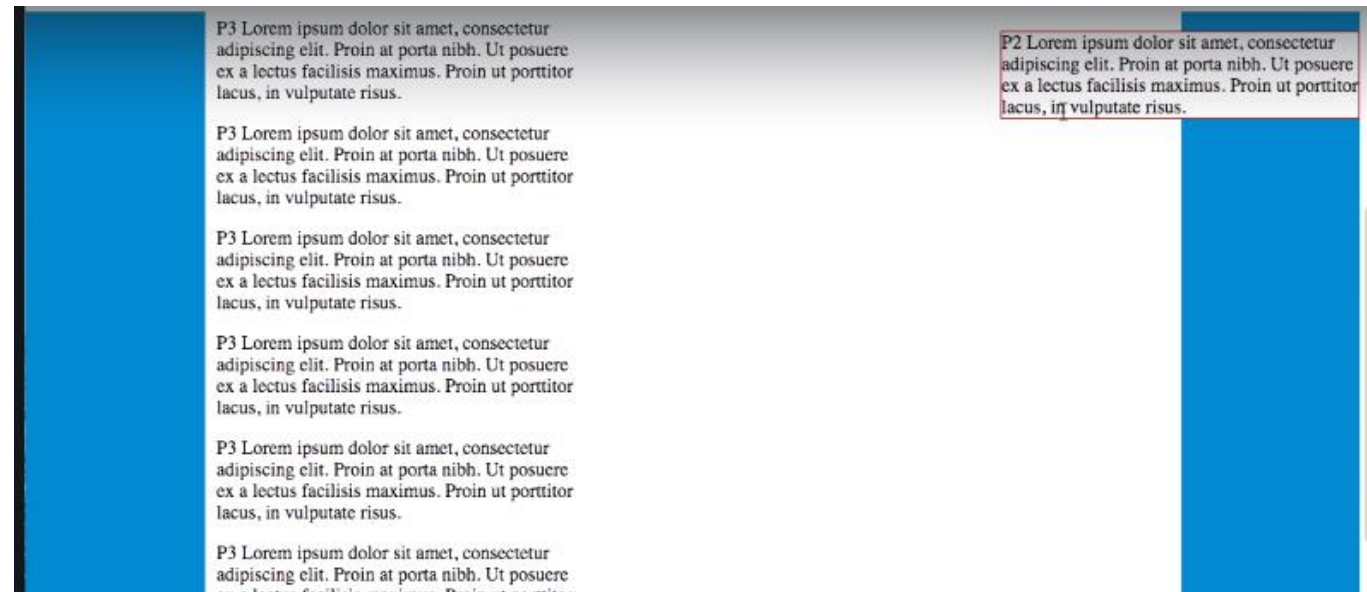 P3 Lorem ipsum dolor sit amet, consectetur
adipiscing elit. Proin at porta nibh. Ut posuere
ex a lectus facilisis maximus. Proin ut porttitor
lacus, in vulputate risus.
P3 Lorem ipsum dolor sit amet, consectetur
adipiscing elit. Proin at porta nibh. Ut posuere
ex a lectus facilisis maximus. Proin ut porttitor
lacus, in vulputate risus.
P3 Lorem ipsum dolor sit amet, consectetur
adipiscing elit. Proin at porta nibh. Ut posuere
ex a lectus facilisis maximus. Proin ut porttitor
lacus, in vulputate risus.
P3 Lorem ipsum dolor sit amet, consectetur
adipiscing elit. Proin at porta nibh. Ut posuere
ex a lectus facilisis maximus. Proin ut porttitor
lacus, in vulputate risus.
P3 Lorem ipsum dolor sit amet, consectetur
adipiscing elit. Proin at porta nibh. Ut posuere
ex a lectus facilisis maximus. Proin ut porttitor
lacus, in vulputate risus.
P3 Lorem ipsum dolor sit amet, consectetur
adipiscing elit. Proin at porta nibh. Ut posuere
P2 Lorem ipsum dolor sit amet, consectetur
adipiscing elit. Proin at porta nibh. Ut posuere
ex a lectus facilisis maximus. Proin ut porttitor
lacus, in vulputate risus.